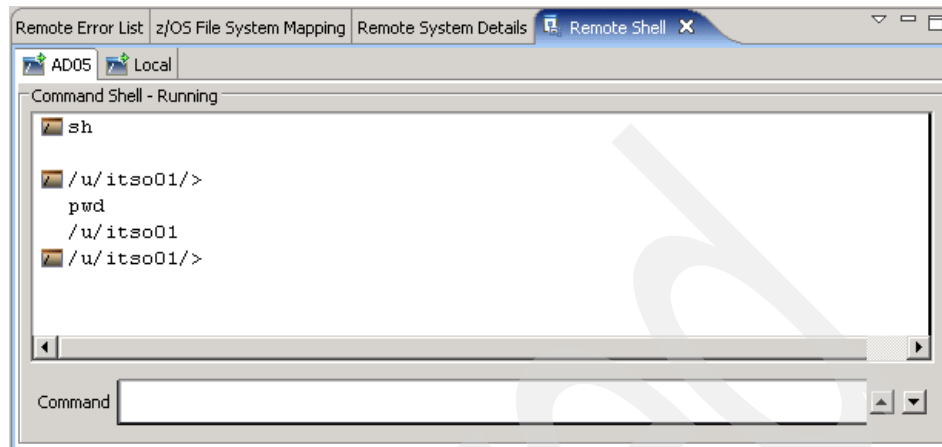 Remote Error List z/OS File System Mapping Remote System Details Remote Shell
AD05 Local
Command Shell - Running
sh
/u/itso01/>
pwd
/u/itso01
/u/itso01/>
Command